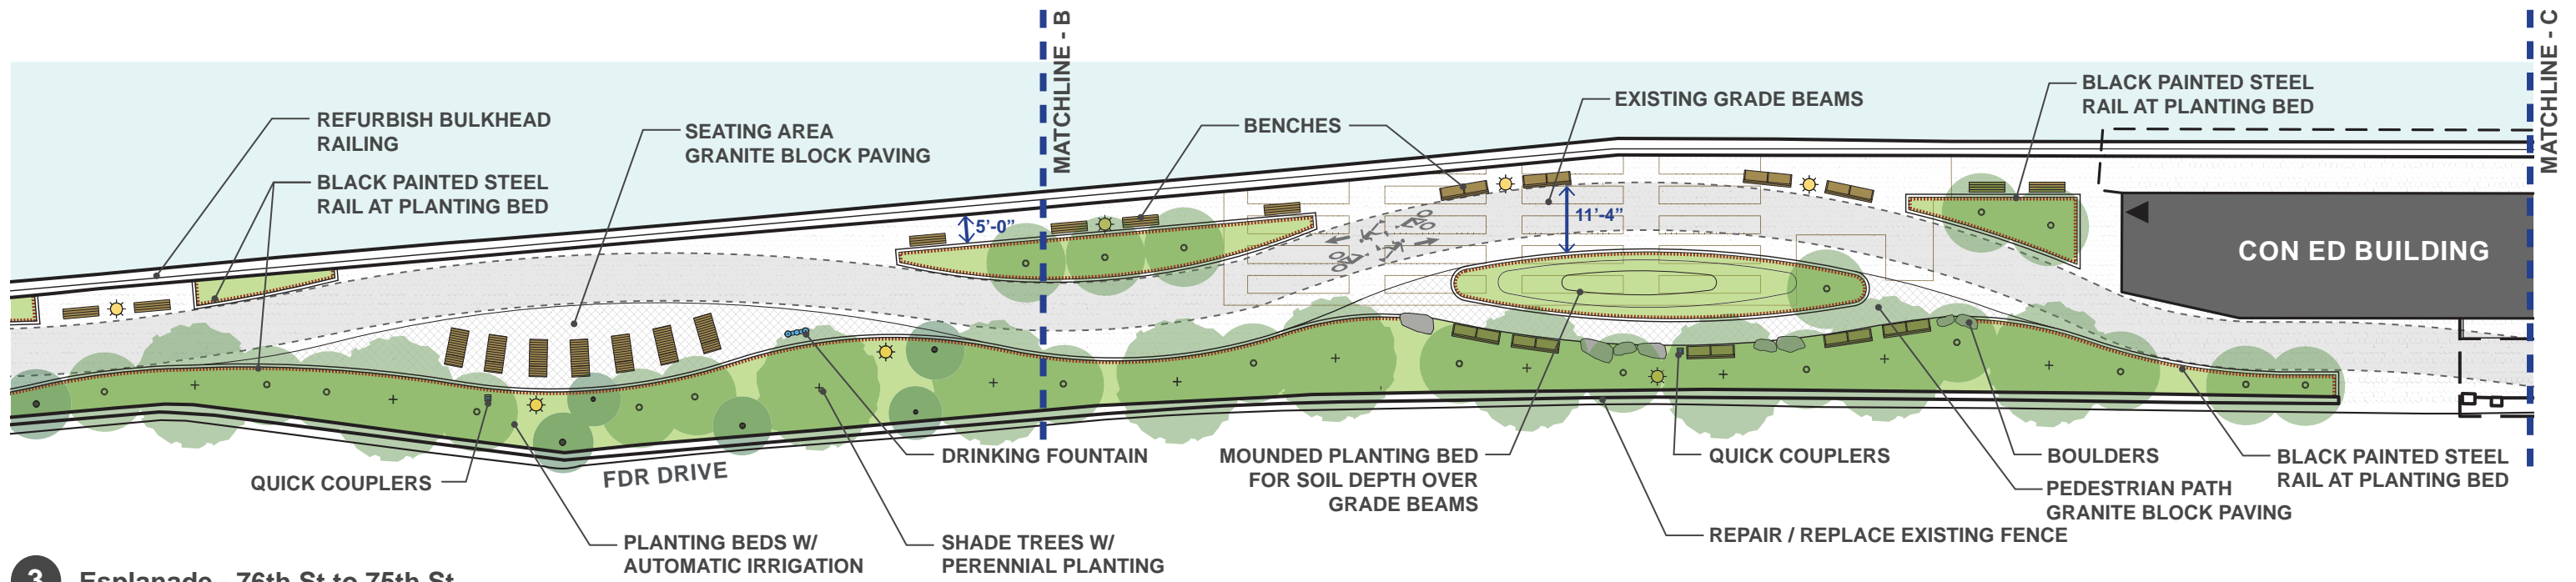 MATCHLINE - B
MATCHLINE - C
REFURBISH BULKHEAD
RAILING
BLACK PAINTED STEEL
RAIL AT PLANTING BED
SEATING AREA
GRANITE BLOCK PAVING
5'-0"
BENCHES
EXISTING GRADE BEAMS
11'-4"
BLACK PAINTED STEEL
RAIL AT PLANTING BED
CON ED BUILDING
QUICK COUPLERS
FDR DRIVE
PLANTING BEDS W/
AUTOMATIC IRRIGATION
DRINKING FOUNTAIN
SHADE TREES W/
PERENNIAL PLANTING
MOUNDED PLANTING BED
FOR SOIL DEPTH OVER
GRADE BEAMS
QUICK COUPLERS
REPAIR / REPLACE EXISTING FENCE
BOULDERS
PEDESTRIAN PATH
GRANITE BLOCK PAVING
BLACK PAINTED STEEL
RAIL AT PLANTING BED
3 Esplanade - 76th St to 75th St